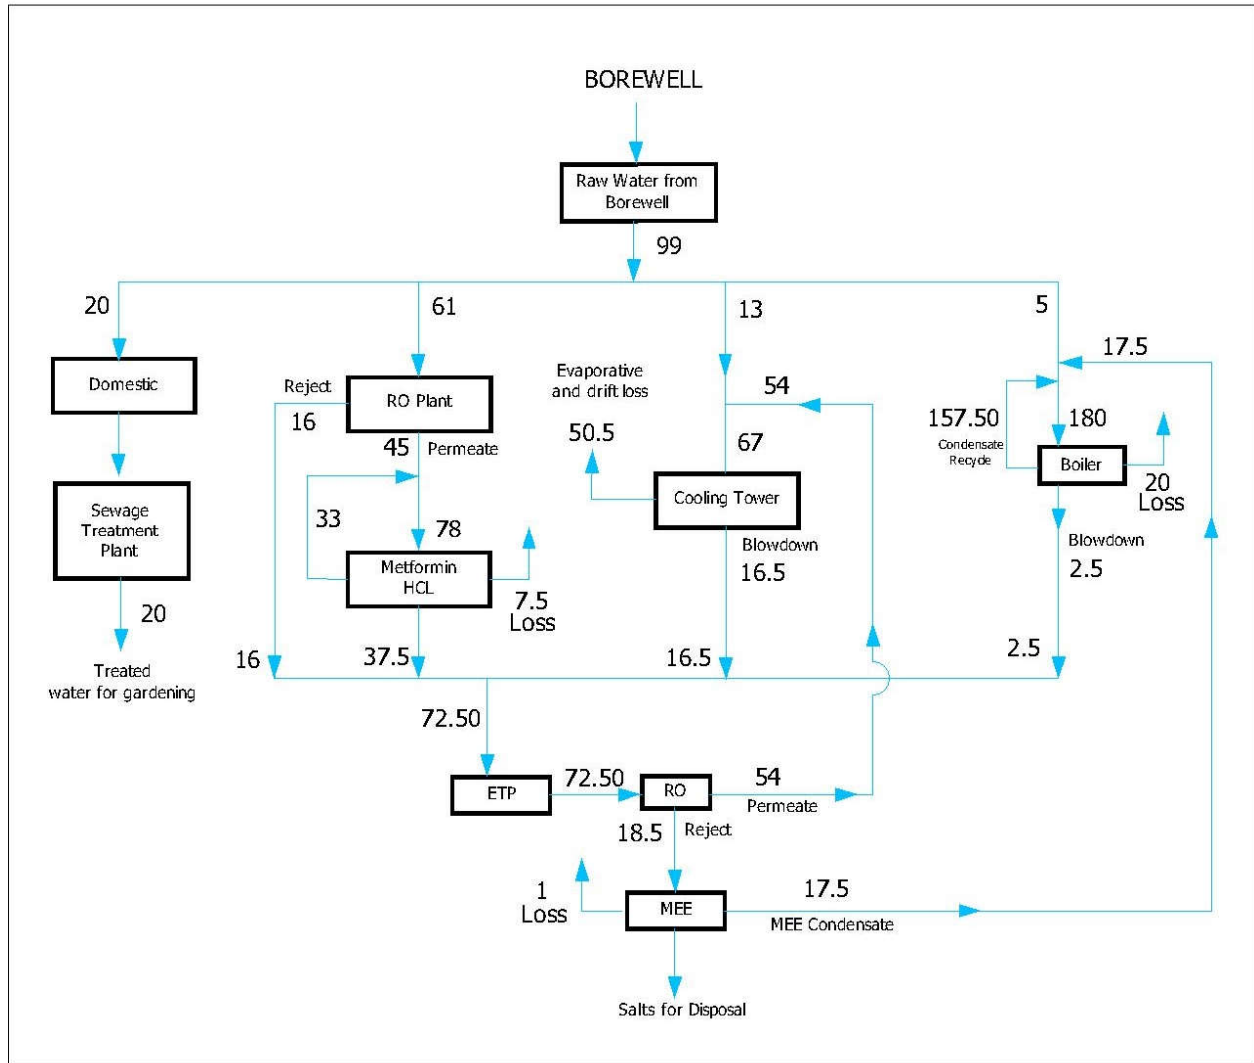 BOREWELL
Raw Water from
Borewell
99
20
61
13
5
17.5
Domestic
Reject
16
RO Plant
45
Permeate
Evaporative
and drift loss
50.5
54
67
157.50
Condensate
Recycle
180
Boiler
20
Loss
Sewage
Treatment
Plant
33
78
Metformin
HCL
7.5
Loss
Cooling Tower
Blowdown
16.5
Blowdown
2.5
20
Treated
water for gardening
16
37.5
16.5
2.5
72.50
ETP
72.50
RO
54
Permeate
18.5
Reject
1
Loss
MEE
17.5
MEE Condensate
Salts for Disposal